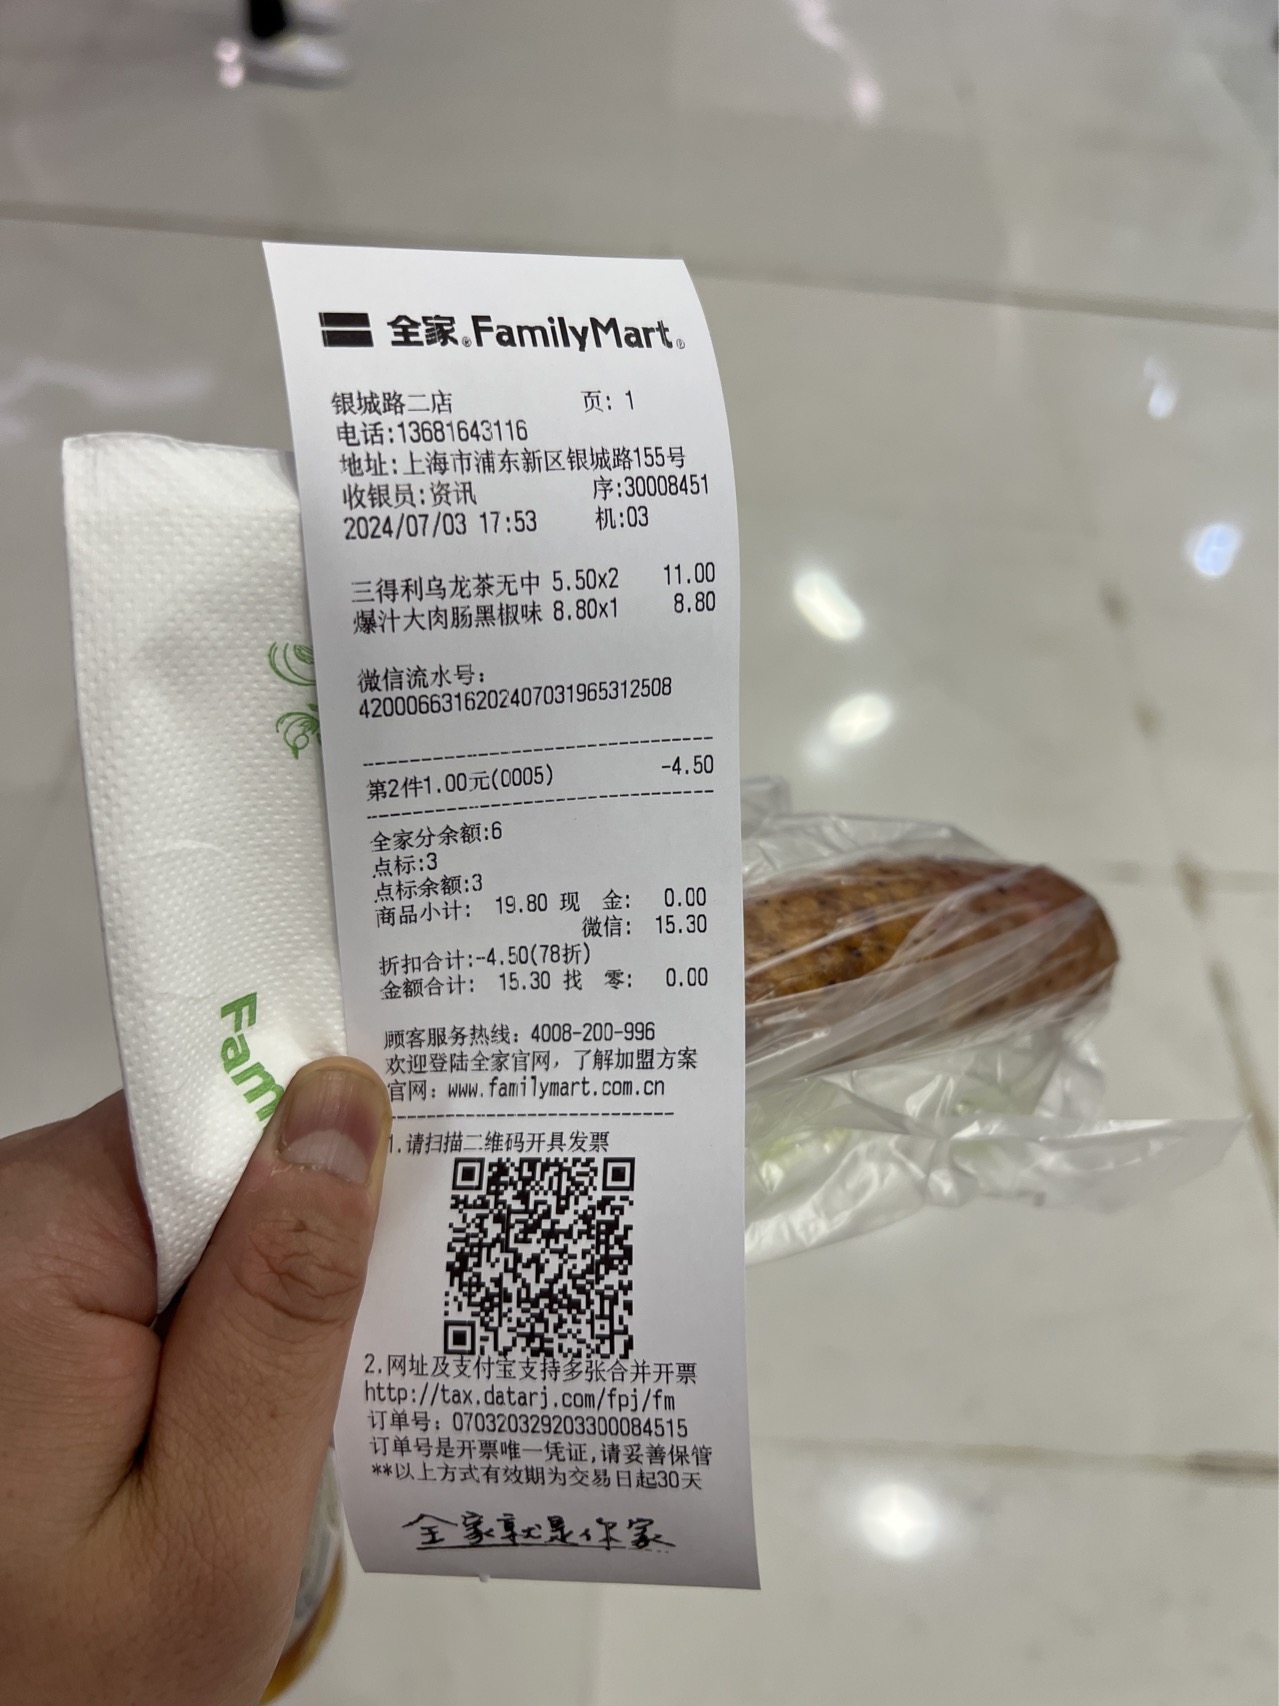 全家®FamilyMart®
银城路二店 页: 1
电话:13681643116
地址:上海市浦东新区银城路155号
收银员:资讯 序:30008451
2024/07/03 17:53 机:03
三得利乌龙茶无中 5.50x2 11.00
爆汁大肉肠黑椒味 8.80x1 8.80
微信流水号:
4200066316202407031965312508
第2件1.00元(0005) -4.50
全家分余额:6
点标:3
点标余额:3
商品小计: 19.80 现 金: 0.00
微信: 15.30
折扣合计:-4.50(78折)
金额合计: 15.30 找 零: 0.00
顾客服务热线: 4008-200-996
欢迎登陆全家官网, 了解加盟方案
官网: www.familymart.com.cn
1.请扫描二维码开具发票
2.网址及支付宝支持多张合并开票
http://tax.datarj.com/fpj/fm
订单号: 070320329203300084515
订单号是开票唯一凭证,请妥善保管
**以上方式有效期为交易日起30天
全家就是你家
Fam